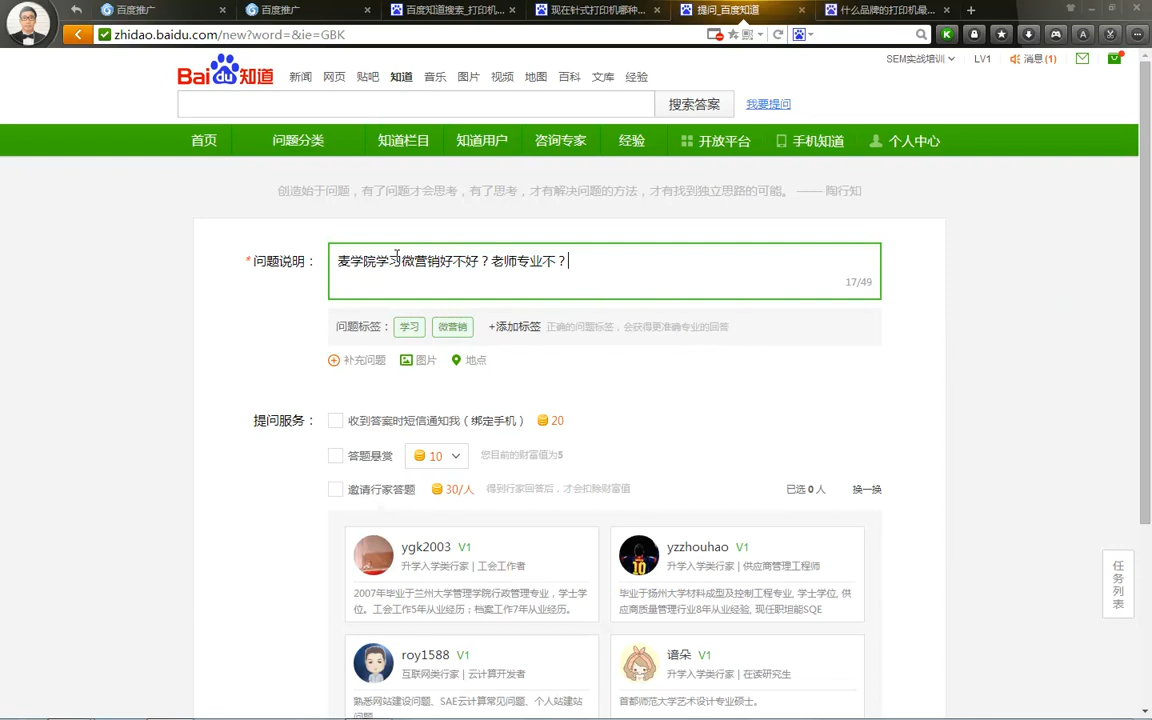 百度推广
百度推广
百度知道搜索_打印机...
现在针式打印机哪种...
提问_百度知道
什么品牌的打印机最...
zhidao.baidu.com/new?word=&ie=GBK
Bai 知道
新闻 网页 贴吧 知道 音乐 图片 视频 地图 百科 文库 经验
SEM实战培训 LV1 消息(1)
搜索答案 我要提问
首页 问题分类 知道栏目 知道用户 咨询专家 经验 开放平台 手机知道 个人中心
创造始于问题，有了问题才会思考，有了思考，才有解决问题的方法，才有找到独立思路的可能。 —— 陶行知
*问题说明：
麦学院学习微营销好不好？老师专业不？
17/49
问题标签： 学习 微营销 +添加标签 正确的问题标签，会获得更准确专业的回答
补充问题 图片 地点
提问服务： 收到答案时短信通知我（绑定手机） 20
答题悬赏 10 您目前的财富值为5
邀请行家答题 30/人 得到行家回答后，才会扣除财富值 已选 0 人 换一换
ygk2003 V1
升学入学类行家 | 工会工作者
2007年毕业于兰州大学管理学院行政管理专业，学士学
位。工会工作5年从业经历；档案工作7年从业经历。
yzzhouhao V1
升学入学类行家 | 供应商管理工程师
毕业于扬州大学材料成型及控制工程专业, 学士学位, 供
应商质量管理行业8年从业经验, 现任职坦能SQE
roy1588 V1
互联网类行家 | 云计算开发者
熟悉网站建设问题、SAE云计算常见问题、个人站建站
问题
谙朵 V1
升学入学类行家 | 在读研究生
首都师范大学艺术设计专业硕士。
任
务
列
表